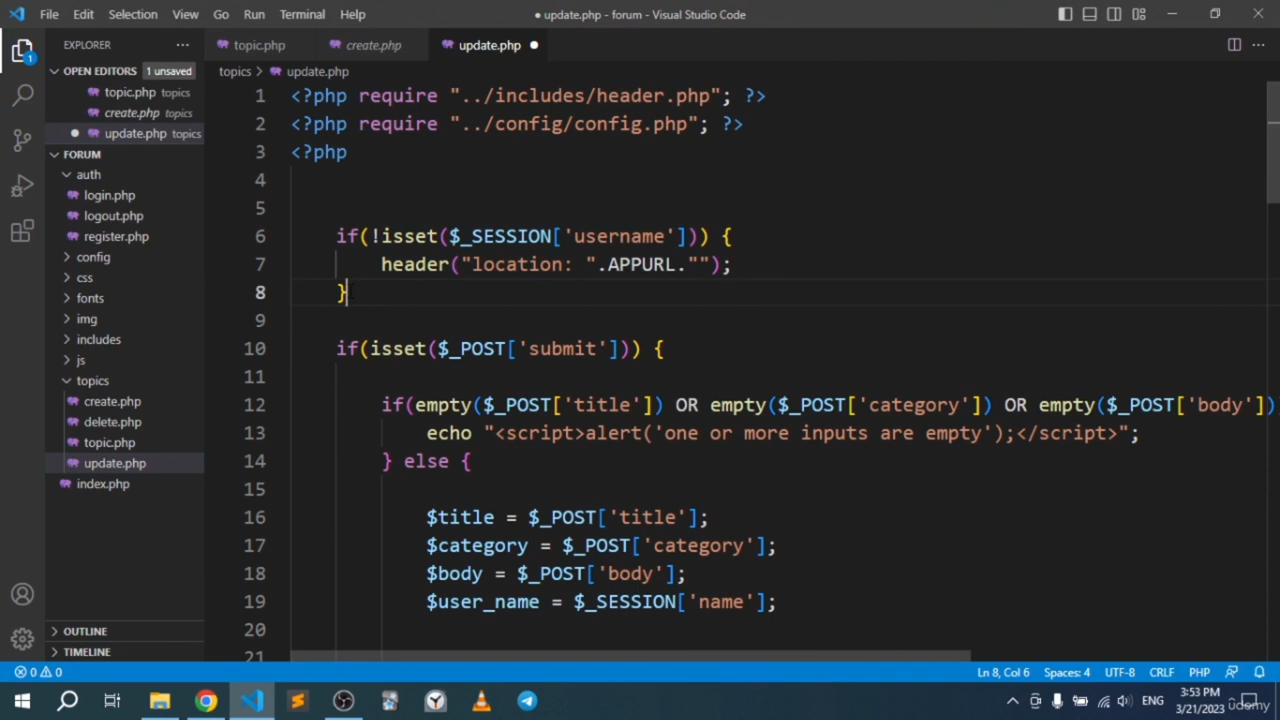 File Edit Selection View Go Run Terminal Help ● update.php - forum - Visual Studio Code
EXPLORER
topic.php create.php update.php
OPEN EDITORS 1 unsaved
topics > update.php
topic.php topics
create.php topics
update.php topics
FORUM
auth
login.php
logout.php
register.php
config
css
fonts
img
includes
js
topics
create.php
delete.php
topic.php
update.php
index.php
OUTLINE
TIMELINE
1 <?php require "../includes/header.php"; ?>
2 <?php require "../config/config.php"; ?>
3 <?php
4
5
6 if(!isset($_SESSION['username'])) {
7 header("location: ".APPURL."");
8 }
9
10 if(isset($_POST['submit'])) {
11
12 if(empty($_POST['title']) OR empty($_POST['category']) OR empty($_POST['body'])
13 echo "<script>alert('one or more inputs are empty');</script>";
14 } else {
15
16 $title = $_POST['title'];
17 $category = $_POST['category'];
18 $body = $_POST['body'];
19 $user_name = $_SESSION['name'];
20
21
1
0 0 Ln 8, Col 6 Spaces: 4 UTF-8 CRLF PHP
ENG 3:53 PM
3/21/2023
udemy